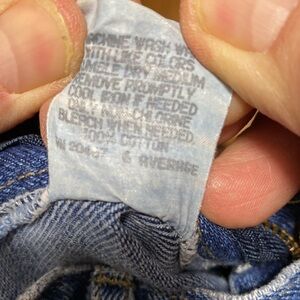 MACHINE WASH W
WITH LIKE COLORS
TUMBLE DRY MEDIUM
REMOVE PROMPTLY
COOL IRON IF NEEDED
ONLY NON-CHLORINE
BLEACH WHEN NEEDED
100% COTTON
6 AVERAGE